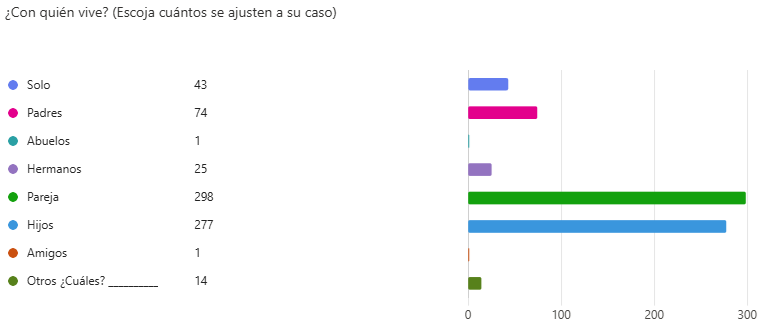 ¿Con quién vive? (Escoja cuántos se ajusten a su caso)
Solo 43
Padres 74
Abuelos 1
Hermanos 25
Pareja 298
Hijos 277
Amigos 1
Otros ¿Cuáles? __________ 14
0 100 200 300